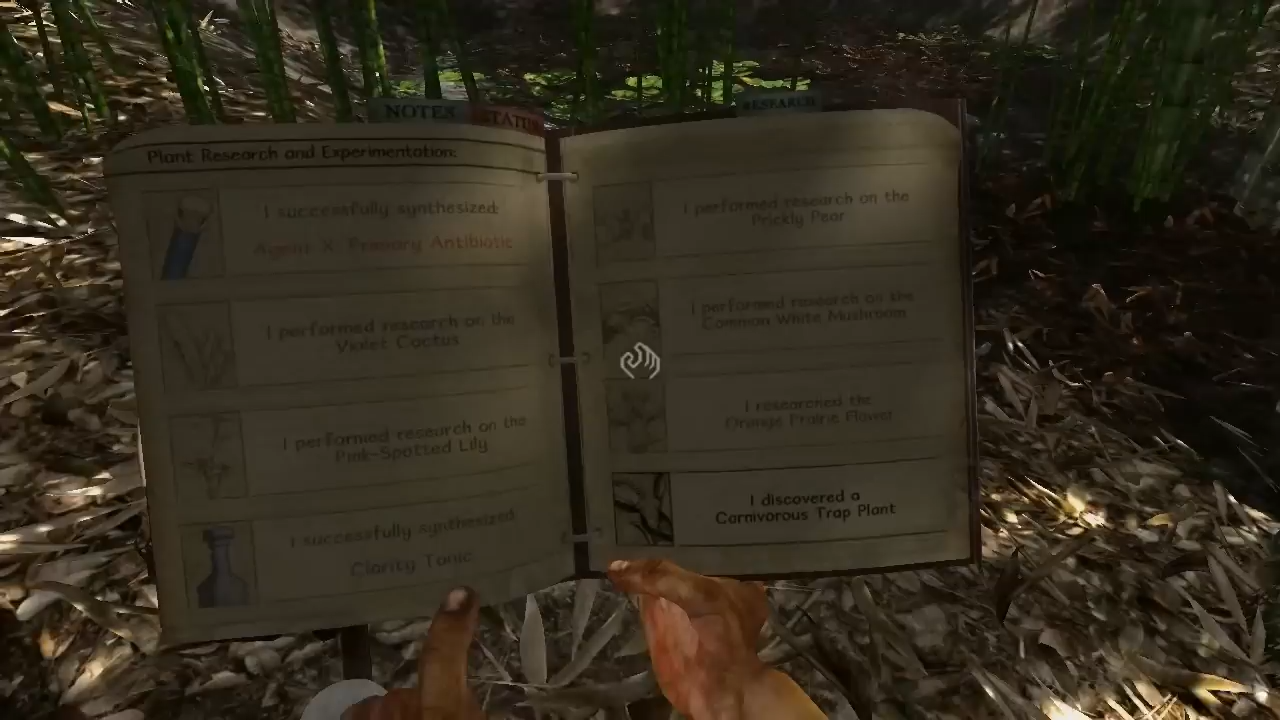 NOTES
STATUS
RESEARCH
Plant Research and Experimentation:
I successfully synthesized:
Agent X: Primary Antibiotic
I performed research on the
Violet Cactus
I performed research on the
Pink-Spotted Lily
I successfully synthesized
Clarity Tonic
I performed research on the
Prickly Pear
I performed research on the
Common White Mushroom
I researched the
Orange Prairie Flower
I discovered a
Carnivorous Trap Plant